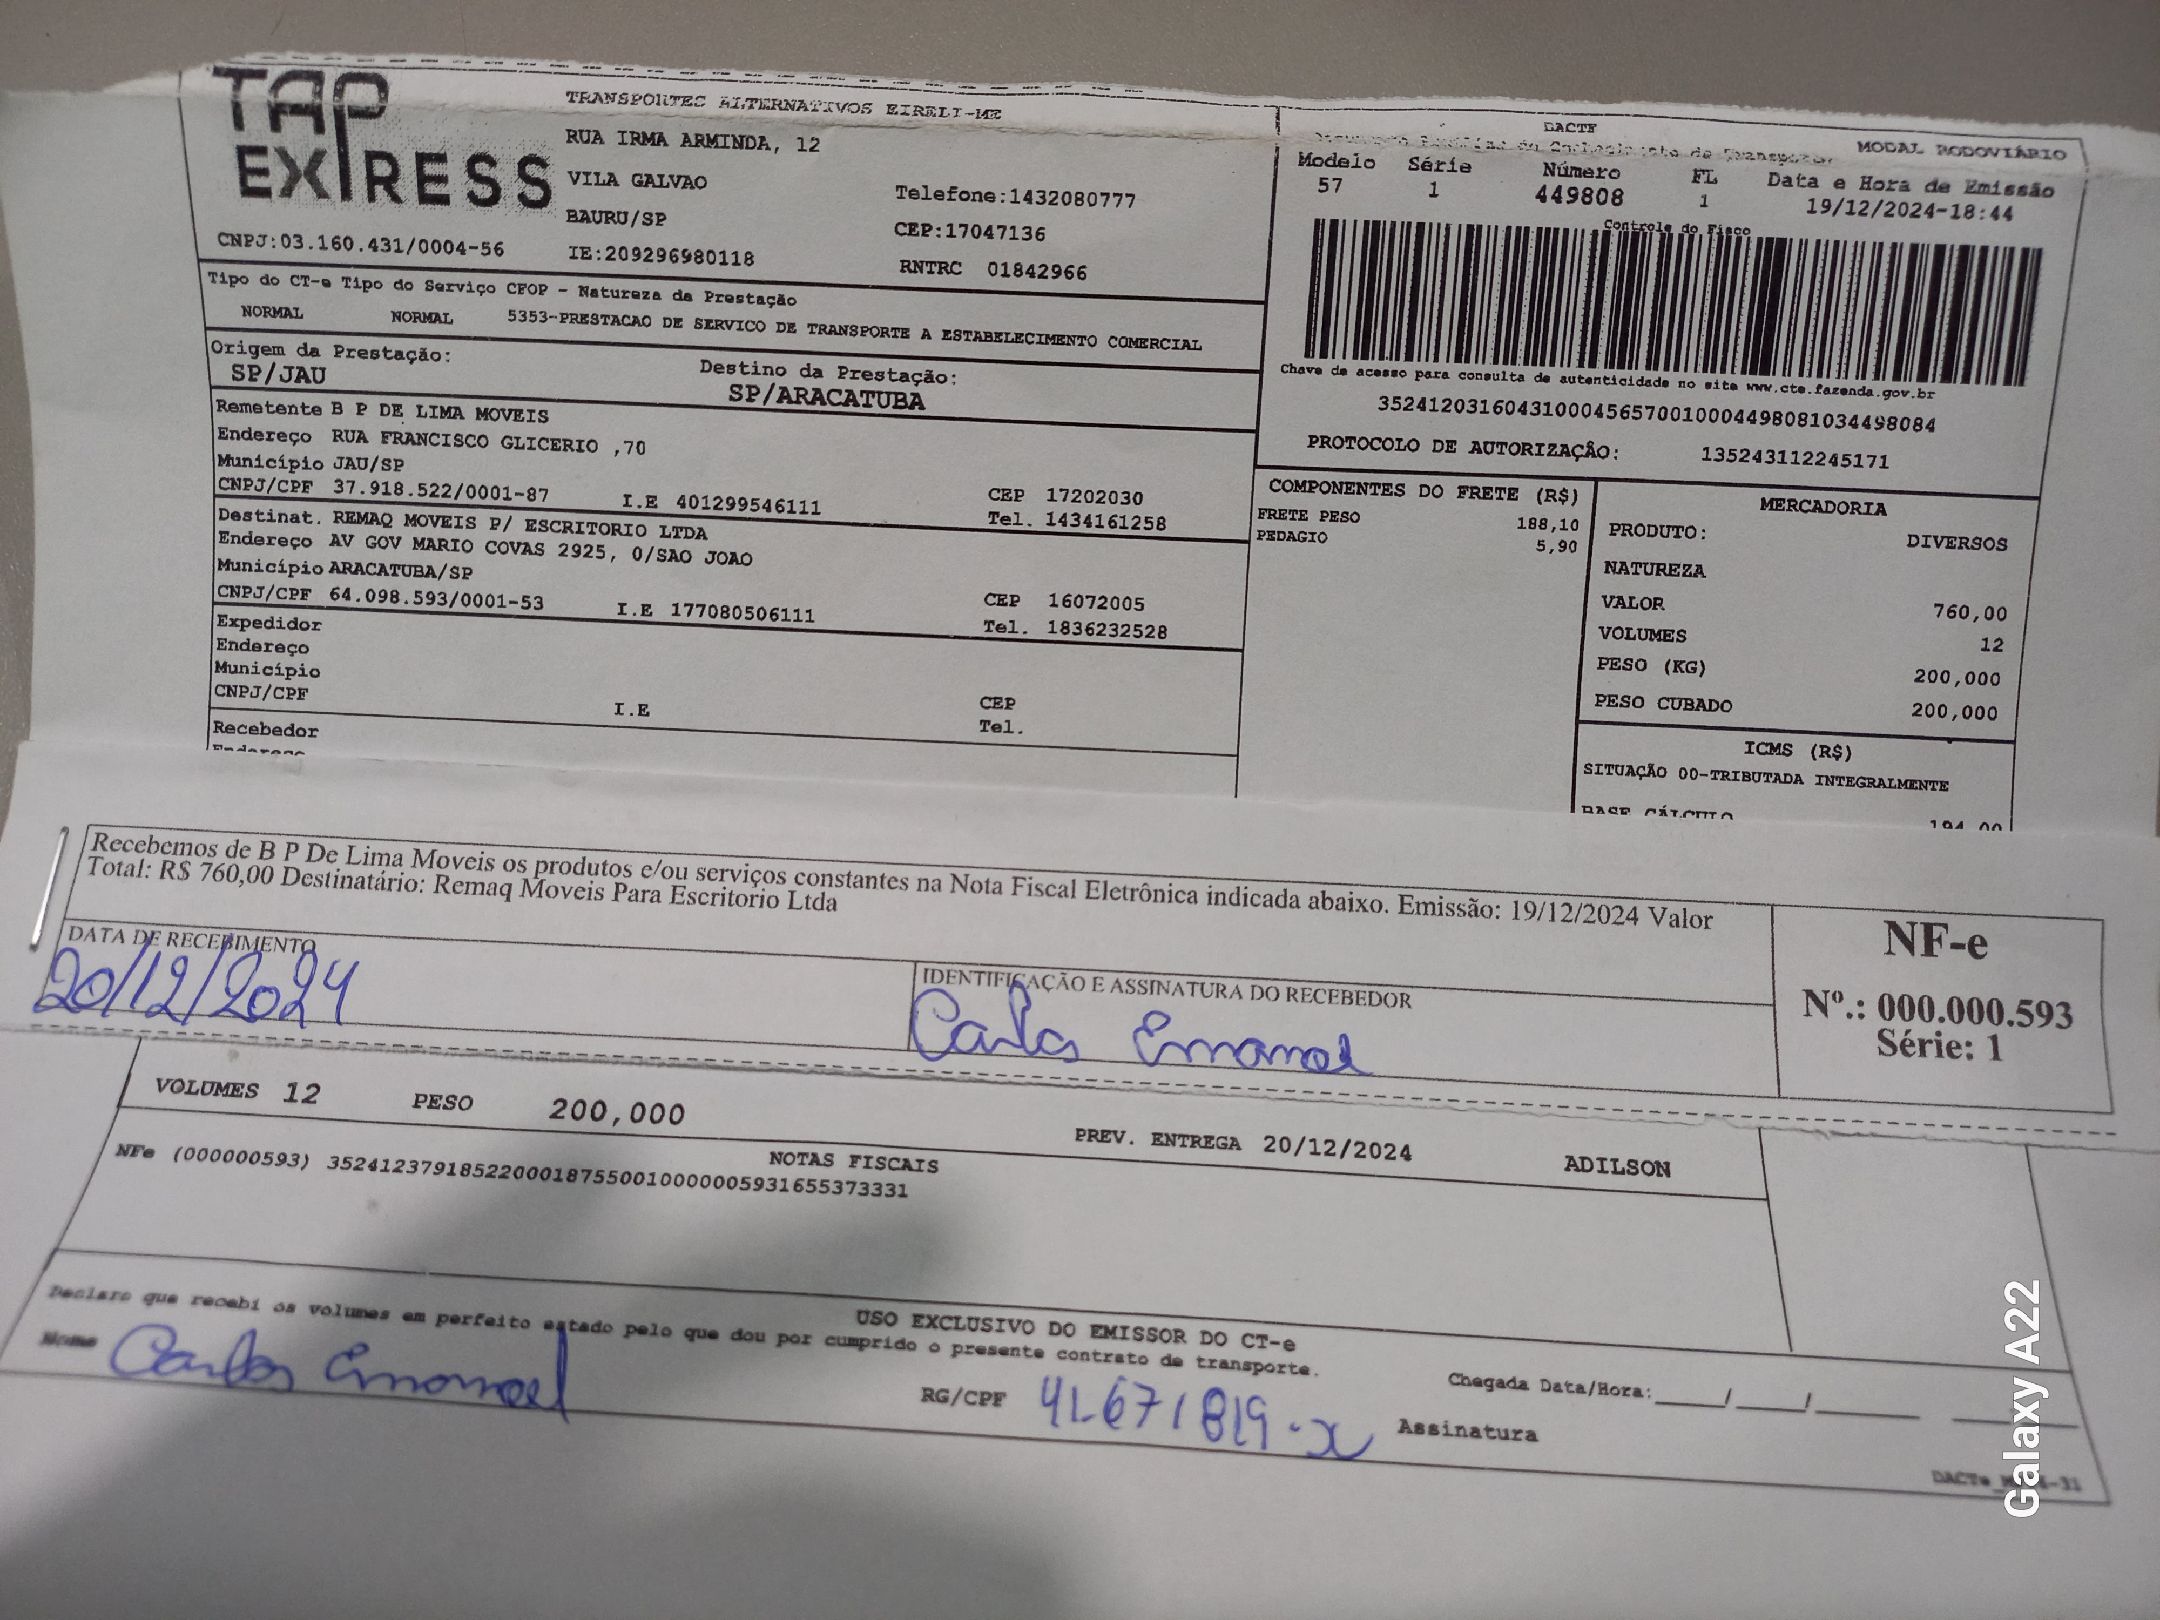 TAP
EXPRESS
CNPJ:03.160.431/0004-56
TRANSPORTES ALTERNATIVOS EIRELI-ME
RUA IRMA ARMINDA, 12
VILA GALVAO
BAURU/SP
IE:209296980118
Telefone:1432080777
CEP:17047136
RNTRC 01842966
DACTE
MODAL RODOVIÁRIO
Modelo Série Número FL Data e Hora de Emissão
57 1 449808 1 19/12/2024-18:44
Controle do Fisco
Chave de acesso para consulta de autenticidade no site www.cte.fazenda.gov.br
35241203160431000456570010004498081034498084
PROTOCOLO DE AUTORIZAÇÃO: 135243112245171
Tipo do CT-e Tipo do Serviço CFOP - Natureza da Prestação
NORMAL NORMAL 5353-PRESTACAO DE SERVICO DE TRANSPORTE A ESTABELECIMENTO COMERCIAL
Origem da Prestação: Destino da Prestação:
SP/JAU SP/ARACATUBA
Remetente B P DE LIMA MOVEIS
Endereço RUA FRANCISCO GLICERIO ,70
Município JAU/SP CEP 17202030
CNPJ/CPF 37.918.522/0001-87 I.E 401299546111 Tel. 1434161258
Destinat. REMAQ MOVEIS P/ ESCRITORIO LTDA
Endereço AV GOV MARIO COVAS 2925, 0/SAO JOAO
Município ARACATUBA/SP CEP 16072005
CNPJ/CPF 64.098.593/0001-53 I.E 177080506111 Tel. 1836232528
Expedidor
Endereço
Município CEP
CNPJ/CPF I.E Tel.
Recebedor
Endereço
COMPONENTES DO FRETE (R$)
FRETE PESO 188,10
PEDAGIO 5,90
MERCADORIA
PRODUTO: DIVERSOS
NATUREZA
VALOR 760,00
VOLUMES 12
PESO (KG) 200,000
PESO CUBADO 200,000
ICMS (R$)
SITUAÇÃO 00-TRIBUTADA INTEGRALMENTE
BASE CÁLCULO 194,00
Recebemos de B P De Lima Moveis os produtos e/ou serviços constantes na Nota Fiscal Eletrônica indicada abaixo. Emissão: 19/12/2024 Valor
Total: R$ 760,00 Destinatário: Remaq Moveis Para Escritorio Ltda
DATA DE RECEBIMENTO
20/12/2024
IDENTIFICAÇÃO E ASSINATURA DO RECEBEDOR
Carlos Emanoel
NF-e
Nº.: 000.000.593
Série: 1
VOLUMES 12 PESO 200,000 PREV. ENTREGA 20/12/2024 ADILSON
NOTAS FISCAIS
NFe (000000593) 35241237918522000187550010000005931655373331
USO EXCLUSIVO DO EMISSOR DO CT-e
Declaro que recebi os volumes em perfeito estado pelo que dou por cumprido o presente contrato de transporte.
Nome Carlos Emanoel RG/CPF 41671819-x Assinatura
Chegada Data/Hora:____/____/______ ______
Galaxy A22